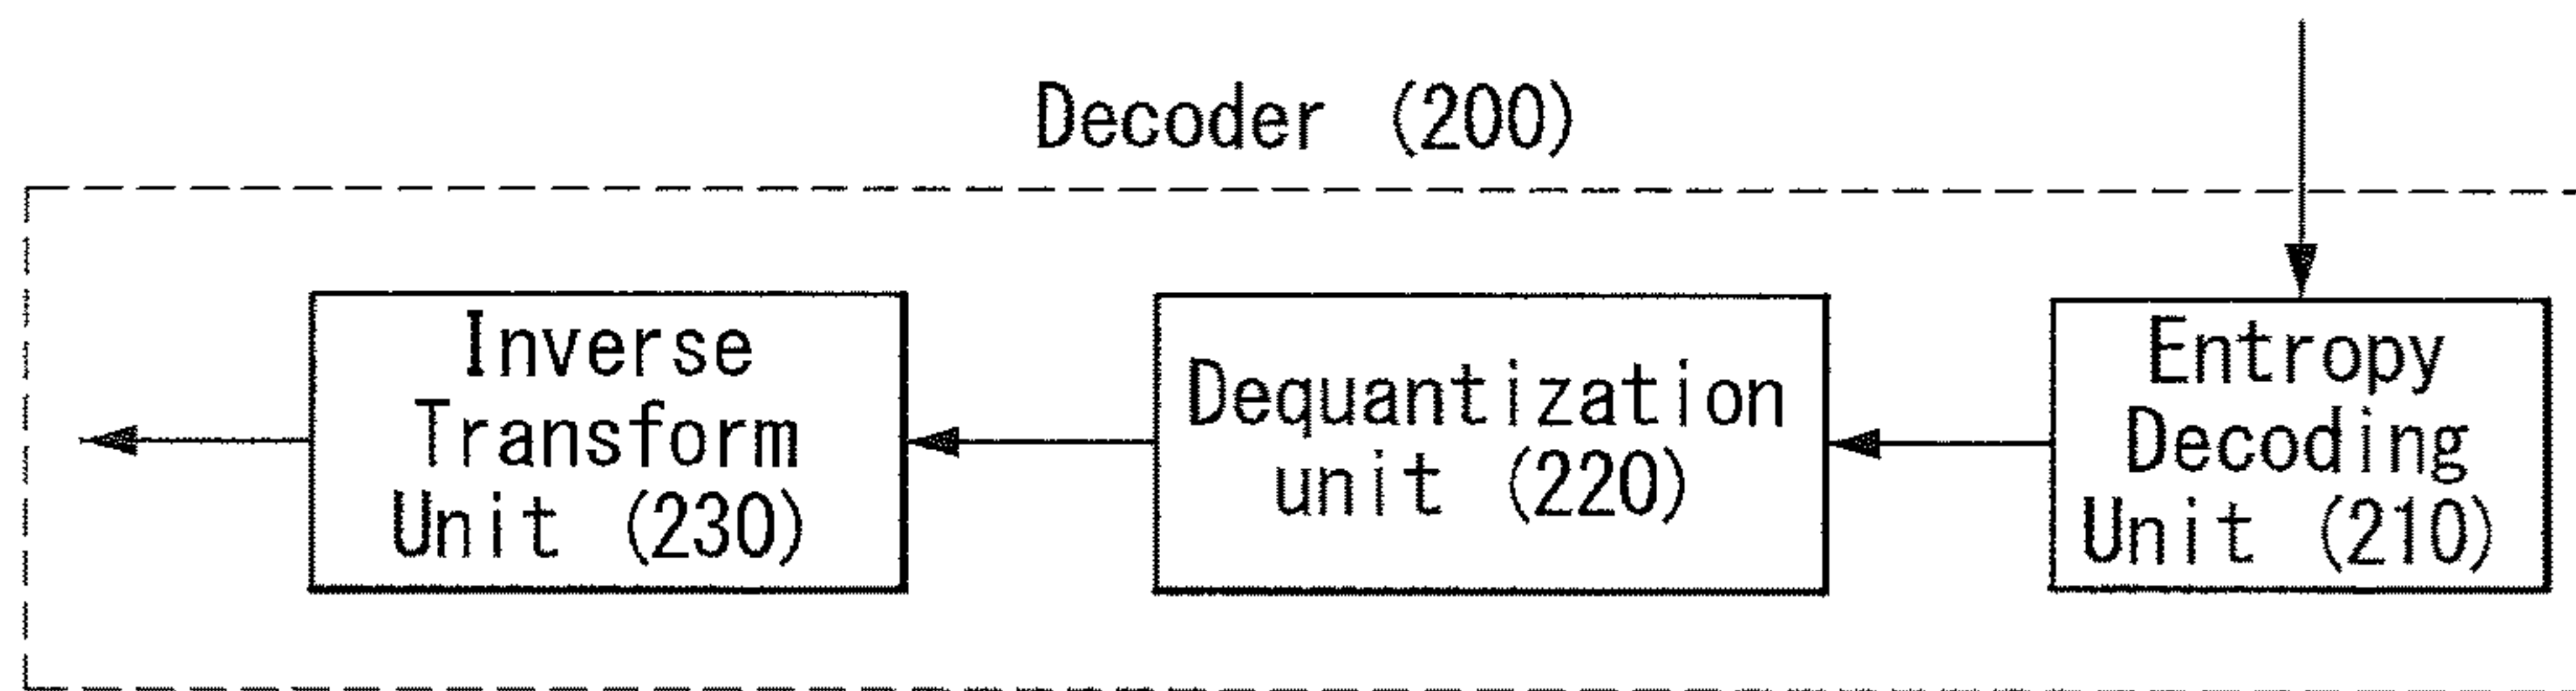 Decoder (200)
Inverse
Transform
Unit (230)
Dequantization
unit (220)
Entropy
Decoding
Unit (210)